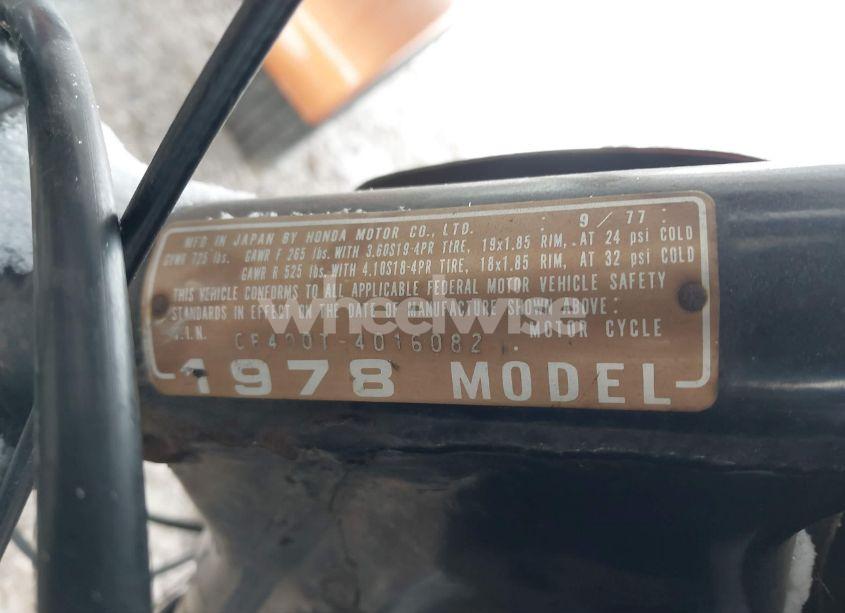 MFD IN JAPAN BY HONDA MOTOR CO., LTD. 9/77
GVWR 725 lbs. GAWR F 265 lbs. WITH 3.60S19-4PR TIRE, 19x1.85 RIM, AT 24 psi COLD
GAWR R 525 lbs. WITH 4.10S18-4PR TIRE, 18x1.85 RIM, AT 32 psi COLD
THIS VEHICLE CONFORMS TO ALL APPLICABLE FEDERAL MOTOR VEHICLE SAFETY
STANDARDS IN EFFECT ON THE DATE OF MANUFACTURE SHOWN ABOVE:
wheelwise
V.I.N. CB400T-4016082 MOTOR CYCLE
1978 MODEL